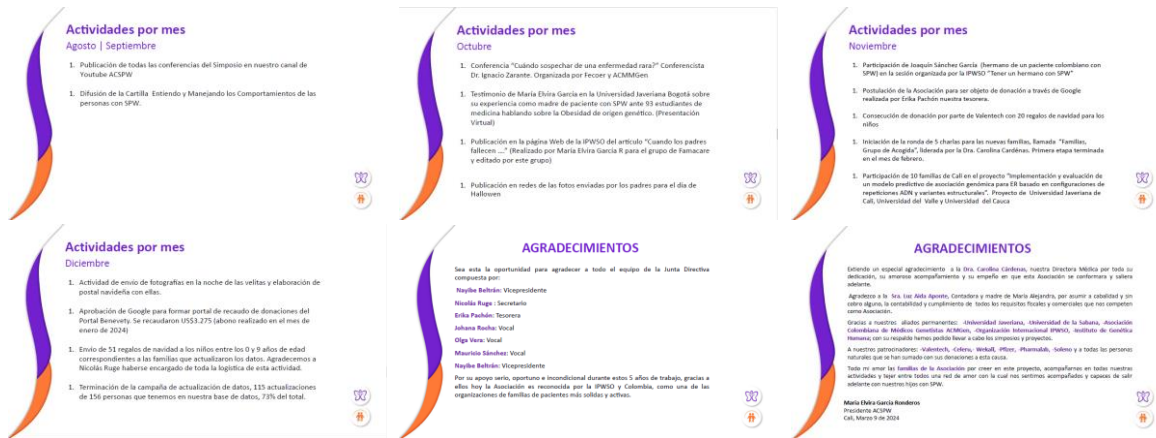 Actividades por mes
Agosto | Septiembre
1. Publicación de todas las conferencias del Simposio en nuestro canal de
Youtube ACSPW
1. Difusión de la Cartilla Entiendo y Manejando los Comportamientos de las
personas con SPW.
Actividades por mes
Octubre
1. Conferencia "Cuándo sospechar de una enfermedad rara?" Conferencista
Dr. Ignacio Zarante. Organizada por Fecoer y ACMMGen
1. Testimonio de María Elvira García en la Universidad Javeriana Bogotá sobre
su experiencia como madre de paciente con SPW ante 93 estudiantes de
medicina hablando sobre la Obesidad de origen genético. (Presentación
Virtual)
1. Publicación en la página Web de la IPWSO del artículo "Cuando los padres
fallecen ...." (Realizado por María Elvira García R para el grupo de Famacare
y editado por este grupo)
1. Publicación en redes de las fotos enviadas por los padres para el día de
Hallowen
Actividades por mes
Noviembre
1. Participación de Joaquín Sánchez García (hermano de un paciente colombiano con
SPW) en la sesión organizada por la IPWSO "Tener un hermano con SPW"
1. Postulación de la Asociación para ser objeto de donación a través de Google
realizada por Erika Pachón nuestra tesorera.
1. Consecución de donación por parte de Valentech con 20 regalos de navidad para los
niños
1. Iniciación de la ronda de 5 charlas para las nuevas familias, llamada "Familias,
Grupo de Acogida", liderada por la Dra. Carolina Cardénas. Primera etapa terminada
en el mes de febrero.
1. Participación de 10 familias de Cali en el proyecto "Implementación y evaluación de
un modelo predictivo de asociación genómica para ER basado en configuraciones de
repeticiones ADN y variantes estructurales". Proyecto de Universidad Javeriana de
Cali, Universidad del Valle y Universidad del Cauca
Actividades por mes
Diciembre
1. Actividad de envío de fotografías en la noche de las velitas y elaboración de
postal navideña con ellas.
1. Aprobación de Google para formar portal de recaudo de donaciones del
Portal Benevety. Se recaudaron US$3.275 (abono realizado en el mes de
enero de 2024)
1. Envío de 51 regalos de navidad a los niños entre los 0 y 9 años de edad
correspondientes a las familias que actualizaron los datos. Agradecemos a
Nicolás Ruge haberse encargado de toda la logística de esta actividad.
1. Terminación de la campaña de actualización de datos, 115 actualizaciones
de 156 personas que tenemos en nuestra base de datos, 73% del total.
AGRADECIMIENTOS
Sea esta la oportunidad para agradecer a todo el equipo de la Junta Directiva
compuesta por:
Nayibe Beltrán: Vicepresidente
Nicolás Ruge : Secretario
Erika Pachón: Tesorera
Johana Rocha: Vocal
Olga Vera: Vocal
Mauricio Sánchez: Vocal
Nayibe Beltrán: Vicepresidente
Por su apoyo serio, oportuno e incondicional durante estos 5 años de trabajo, gracias a
ellos hoy la Asociación es reconocida por la IPWSO y Colombia, como una de las
organizaciones de familias de pacientes más solidas y activas.
AGRADECIMIENTOS
Extiendo un especial agradecimiento a la Dra. Carolina Cárdenas, nuestra Directora Médica por toda su
dedicación, su amoroso acompañamiento y su empeño en que esta Asociación se conformara y saliera
adelante.
Agradezco a la Sra. Luz Aida Aponte, Contadora y madre de María Alejandra, por asumir a cabalidad y sin
cobro alguno, la contabilidad y cumplimiento de todos los requisitos fiscales y comerciales que nos competen
como Asociación.
Gracias a nuestros aliados permanentes: -Universidad Javeriana, -Universidad de la Sabana, -Asociación
Colombiana de Médicos Genetistas ACMGen, -Organización Internacional IPWSO, -Instituto de Genética
Humana; con su respaldo hemos podido llevar a cabo los simposios y proyectos.
A nuestros patrocinadores: -Valentech, -Celera, -Wekall, -Pfizer, -Pharmalab, -Soleno y a todas las personas
naturales que se han sumado con sus donaciones a esta causa.
Todo mi amor las familias de la Asociación por creer en este proyecto, acompañarnos en todas nuestras
actividades y tejer entre todos una red de amor con la cual nos sentimos acompañados y capaces de salir
adelante con nuestros hijos con SPW.
María Elvira García Ronderos
Presidente ACSPW
Cali, Marzo 9 de 2024